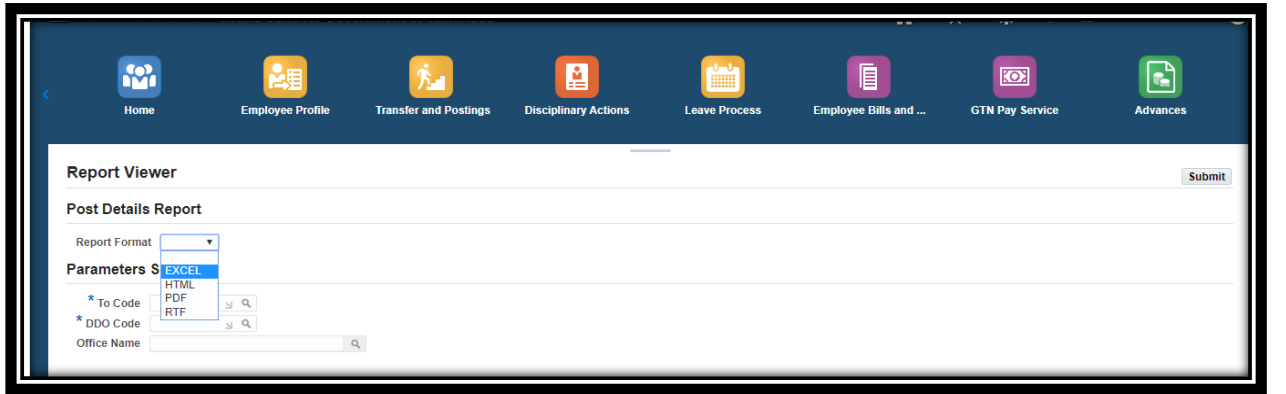 Home Employee Profile Transfer and Postings Disciplinary Actions Leave Process Employee Bills and ... GTN Pay Service Advances
Report Viewer Submit
Post Details Report
Report Format
Parameters S
EXCEL
HTML
PDF
RTF
* To Code
* DDO Code
Office Name